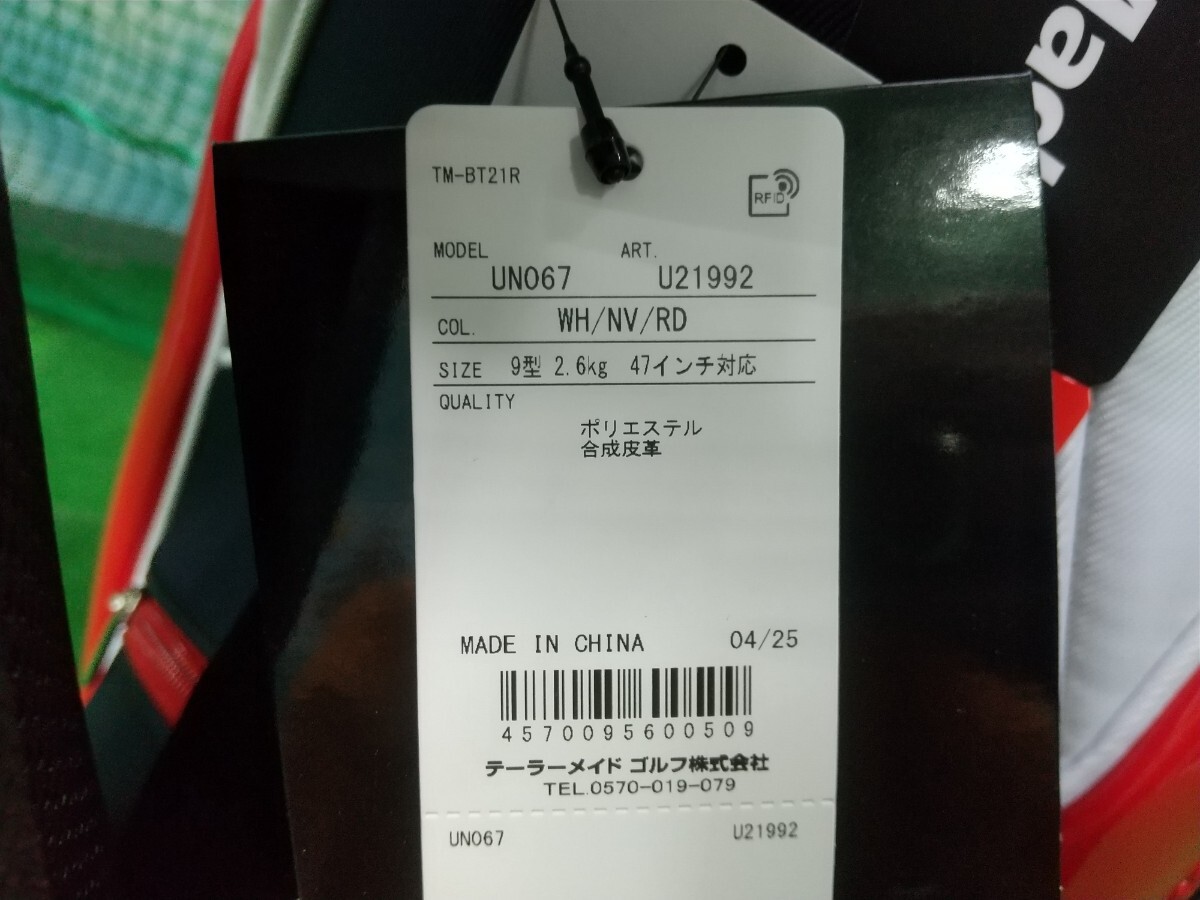 TM-BT21R
RFID
MODEL ART.
UN067 U21992
COL. WH/NV/RD
SIZE 9型 2.6kg 47インチ対応
QUALITY
ポリエステル
合成皮革
MADE IN CHINA 04/25
4570095600509
テーラーメイド ゴルフ株式会社
TEL.0570-019-079
UN067 U21992